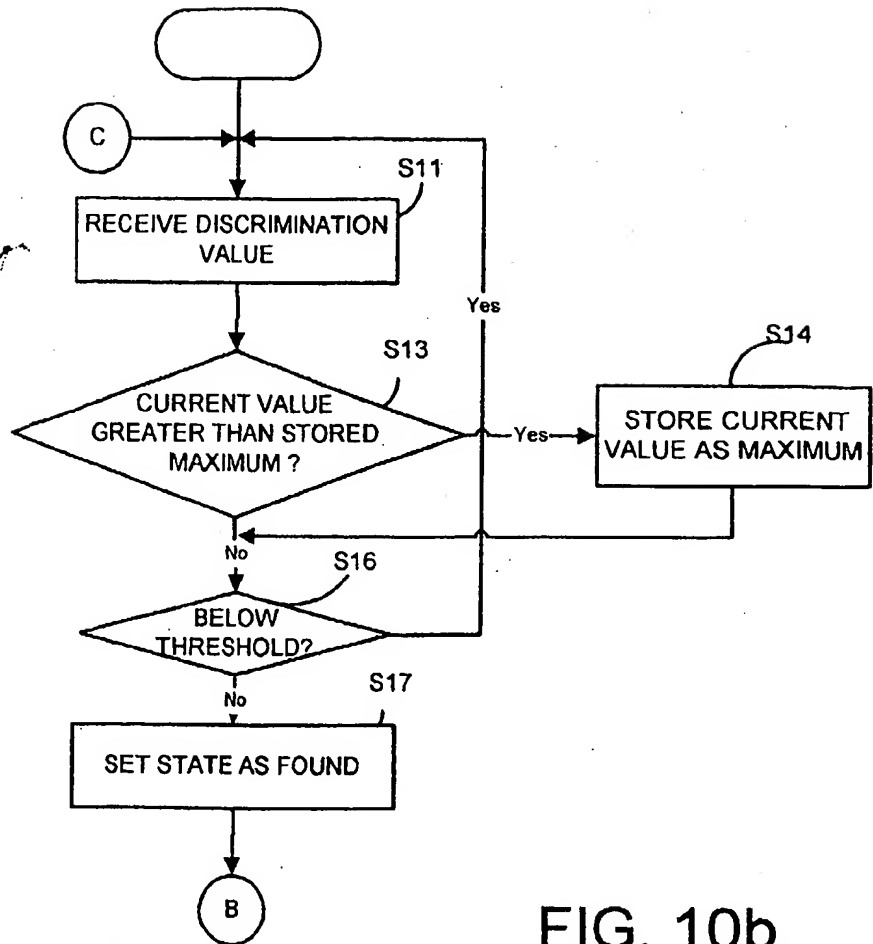 C
S11
RECEIVE DISCRIMINATION
VALUE
Yes
S13
CURRENT VALUE
GREATER THAN STORED
MAXIMUM ?
Yes
S14
STORE CURRENT
VALUE AS MAXIMUM
No
S16
BELOW
THRESHOLD?
No
S17
SET STATE AS FOUND
B
FIG. 10b